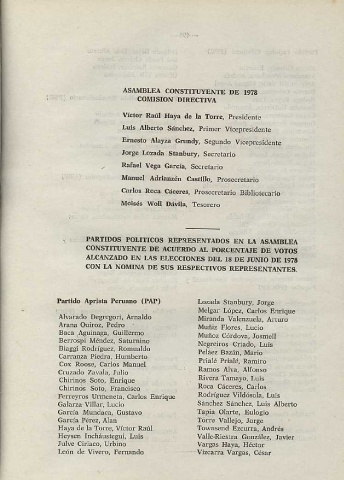 ASAMBLEA CONSTITUYENTE DE 1978
COMISION DIRECTIVA
Víctor Raúl Haya de la Torre, Presidente
Luis Alberto Sánchez, Primer Vicepresidente
Ernesto Alayza Grundy, Segundo Vicepresidente
Jorge Lozada Stanbury, Secretario
Rafael Vega García, Secretario
Manuel Adrianzén Castillo, Prosecretario
Carlos Roca Cáceres, Prosecretario Bibliotecario
Moisés Woll Dávila, Tesorero
PARTIDOS POLITICOS REPRESENTADOS EN LA ASAMBLEA
CONSTITUYENTE DE ACUERDO AL PORCENTAJE DE VOTOS
ALCANZADO EN LAS ELECCIONES DEL 18 DE JUNIO DE 1978
CON LA NOMINA DE SUS RESPECTIVOS REPRESENTANTES.
Partido Aprista Peruano (PAP)
Alvarado Degregori, Arnaldo
Arana Quiroz, Pedro
Baca Aguinaga, Guillermo
Berrospi Méndez, Saturnino
Biaggi Rodríguez, Romualdo
Carranza Piedra, Humberto
Cox Roose, Carlos Manuel
Cruzado Zavala, Julio
Chirinos Soto, Enrique
Chirinos Soto, Francisco
Ferreyros Urmeneta, Carlos Enrique
Galarza Villar, Lucio
García Mundaca, Gustavo
García Pérez, Alan
Haya de la Torre, Víctor Raúl
Heysen Incháustegui, Luis
Julve Ciriaco, Urbino
León de Vivero, Fernando
Lozada Stanbury, Jorge
Melgar López, Carlos Enrique
Miranda Valenzuela, Arturo
Muñiz Flores, Lucio
Muñoz Córdova, Josmell
Negreiros Criado, Luis
Peláez Bazán, Mario
Prialé Prialé, Ramiro
Ramos Alva, Alfonso
Rivera Tamayo, Luis
Roca Cáceres, Carlos
Rodríguez Vildósola, Luis
Sánchez Sánchez, Luis Alberto
Tapia Olarte, Eulogio
Torre Vallejo, Jorge
Townsend Ezcurra, Andrés
Valle-Riestra González, Javier
Vargas Haya, Héctor
Vizcarra Vargas, César